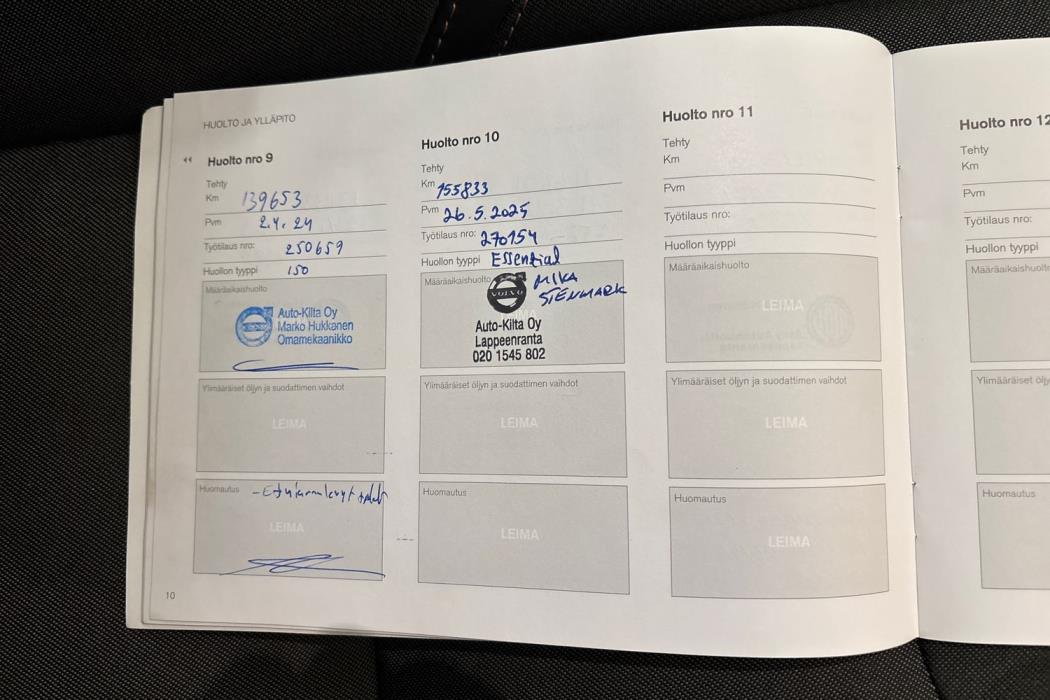 HUOLTO JA YLLÄPITO
Huolto nro 9
Tehty
Km 139653
Pvm 2.4.24
Työtilaus nro: 250659
Huollon tyyppi 150
Määräaikaishuolto
Auto-Kilta Oy
Marko Hukkanen
Omamekaanikko
Ylimääräiset öljyn ja suodattimen vaihdot
LEIMA
Huomautus
LEIMA
10
Huolto nro 10
Tehty
Km 155833
Pvm 26.5.2025
Työtilaus nro: 270154
Huollon tyyppi Essential
Määräaikaishuolto
VOLVO
MIKA
STENMARK
Auto-Kilta Oy
Lappeenranta
020 1545 802
Ylimääräiset öljyn ja suodattimen vaihdot
LEIMA
Huomautus
LEIMA
Huolto nro 11
Tehty
Km
Pvm
Työtilaus nro:
Huollon tyyppi
Määräaikaishuolto
LEIMA
Ylimääräiset öljyn ja suodattimen vaihdot
LEIMA
Huomautus
LEIMA
Huolto nro 12
Tehty
Km
Pvm
Työtilaus nro:
Huollon tyyppi
Määräaikaishuolto
Ylimääräiset öljy
Huomautus